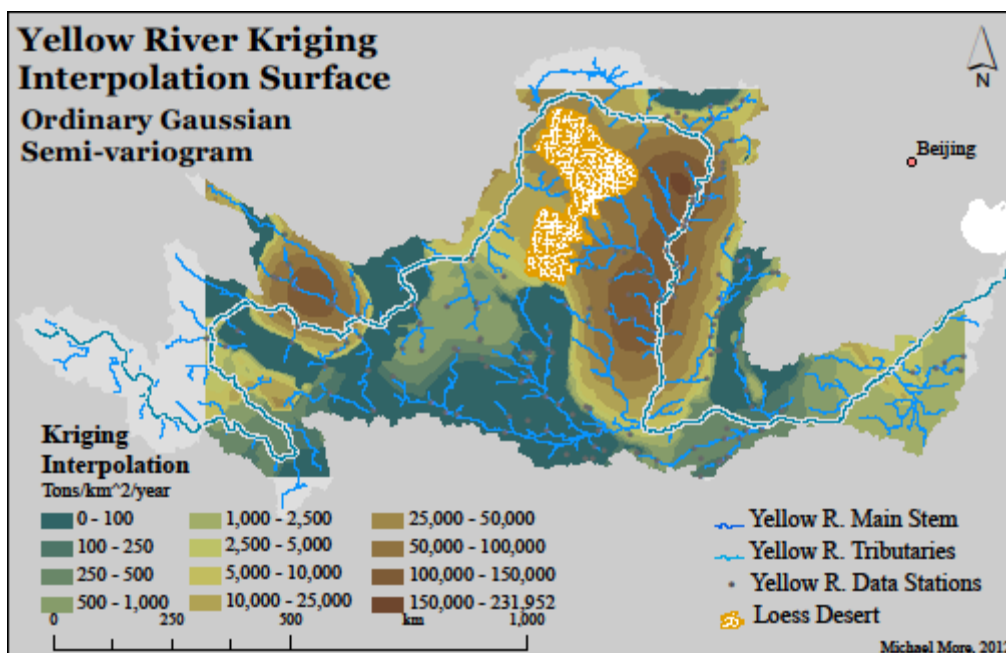 Yellow River Kriging
Interpolation Surface
Ordinary Gaussian
Semi-variogram
N
Beijing
Kriging
Interpolation
Tons/km^2/year
0 - 100
100 - 250
250 - 500
500 - 1,000
1,000 - 2,500
2,500 - 5,000
5,000 - 10,000
10,000 - 25,000
25,000 - 50,000
50,000 - 100,000
100,000 - 150,000
150,000 - 231,952
0 250 500 km 1,000
Yellow R. Main Stem
Yellow R. Tributaries
Yellow R. Data Stations
Loess Desert
Michael More,